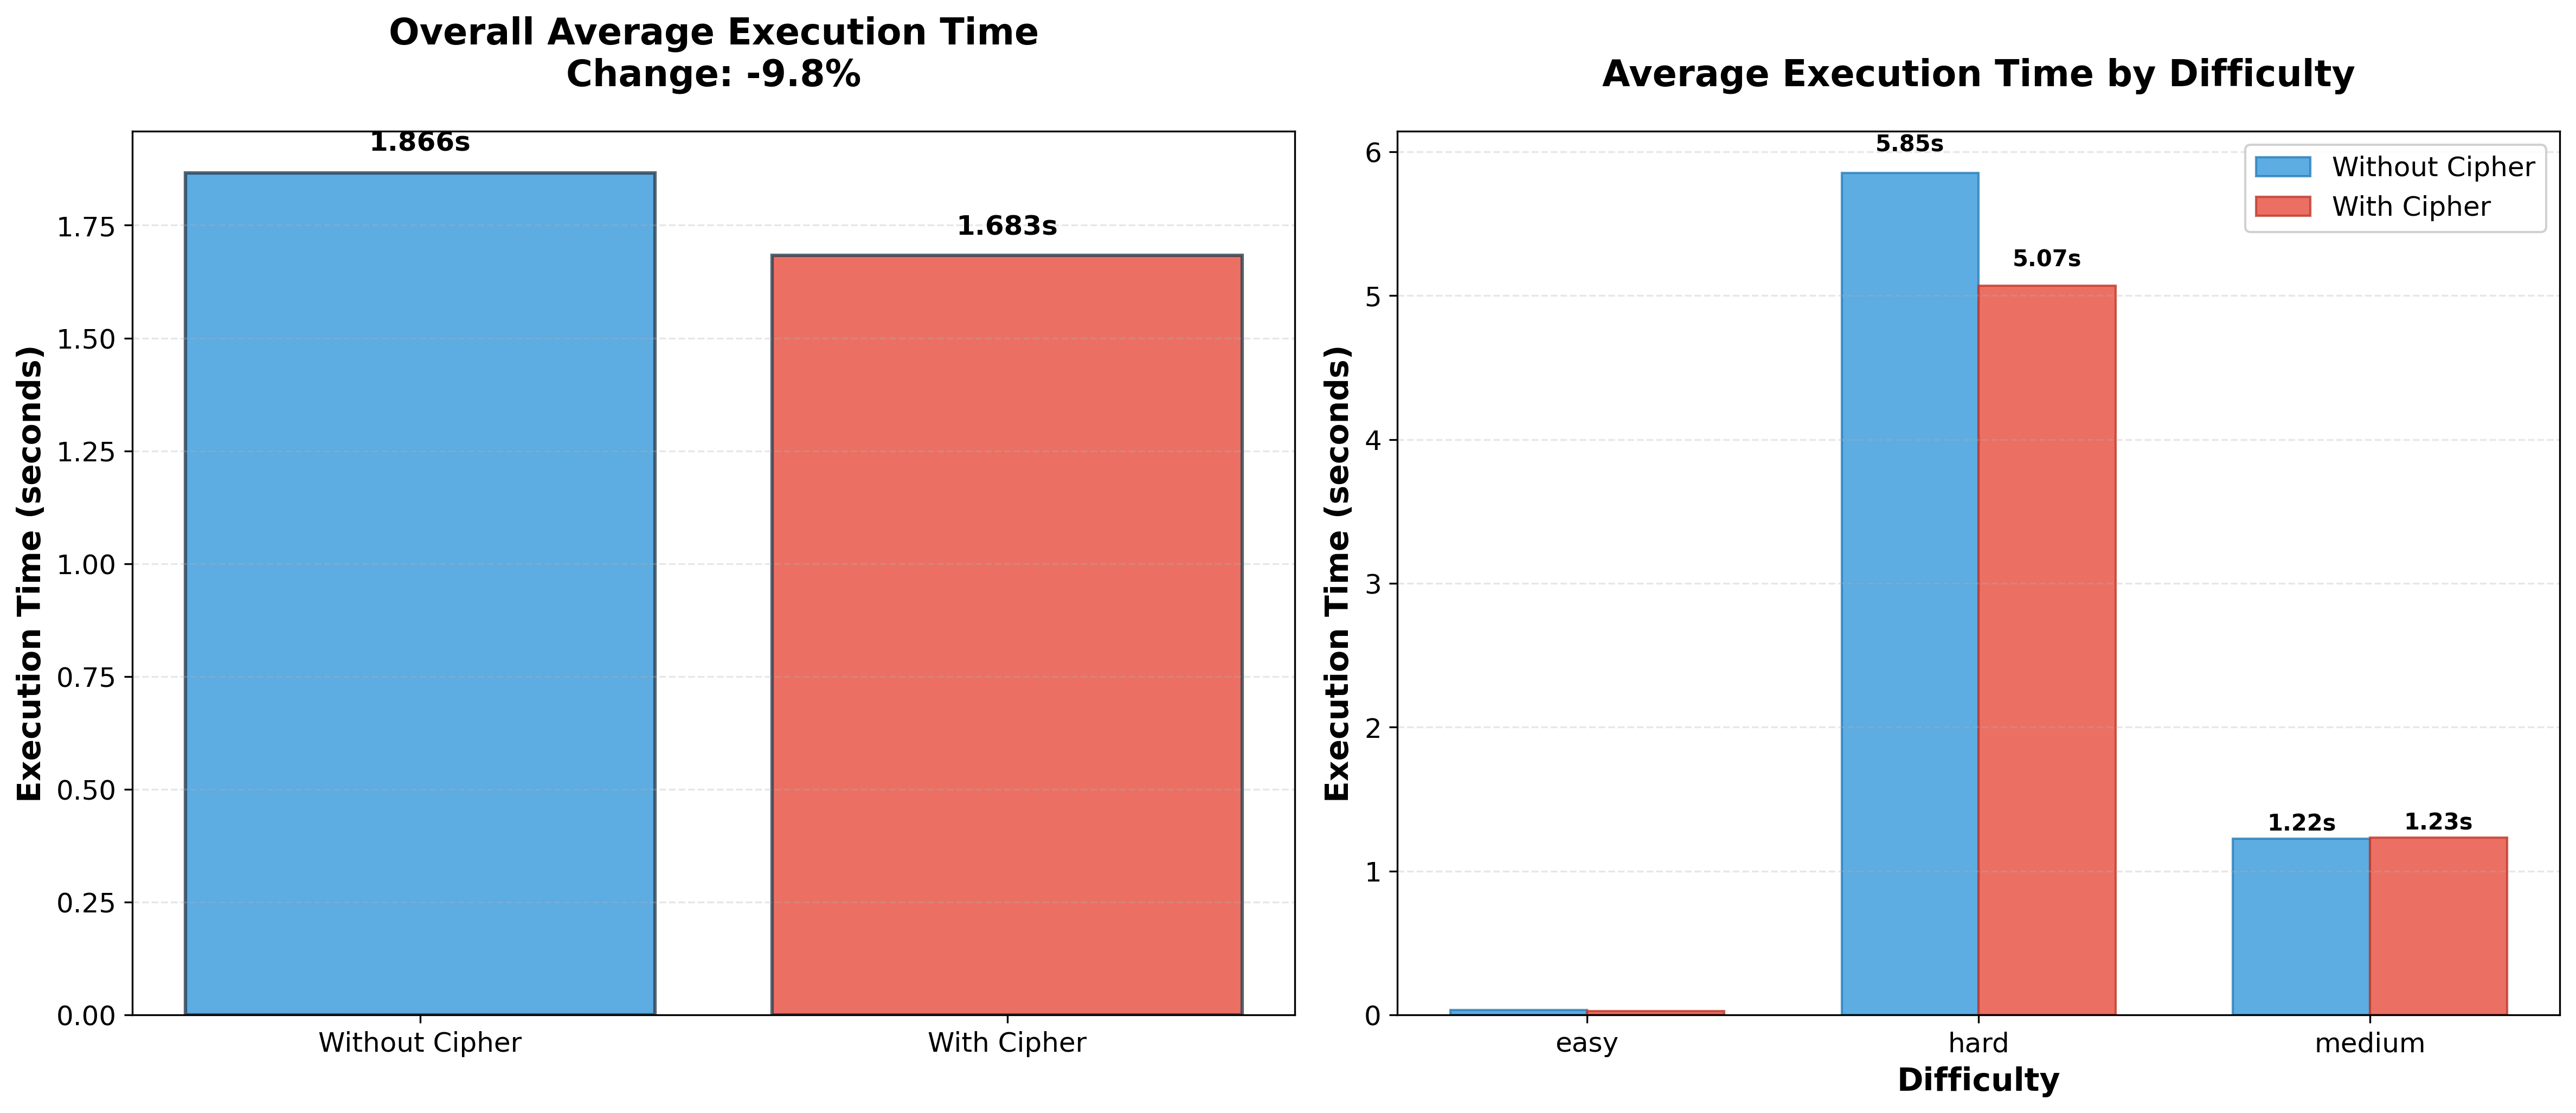 Overall Average Execution Time
Change: -9.8%
Execution Time (seconds)
1.75
1.50
1.25
1.00
0.75
0.50
0.25
0.00
1.866s
1.683s
Without Cipher
With Cipher
Average Execution Time by Difficulty
Execution Time (seconds)
6
5
4
3
2
1
0
5.85s
5.07s
1.22s
1.23s
Without Cipher
With Cipher
easy
hard
medium
Difficulty